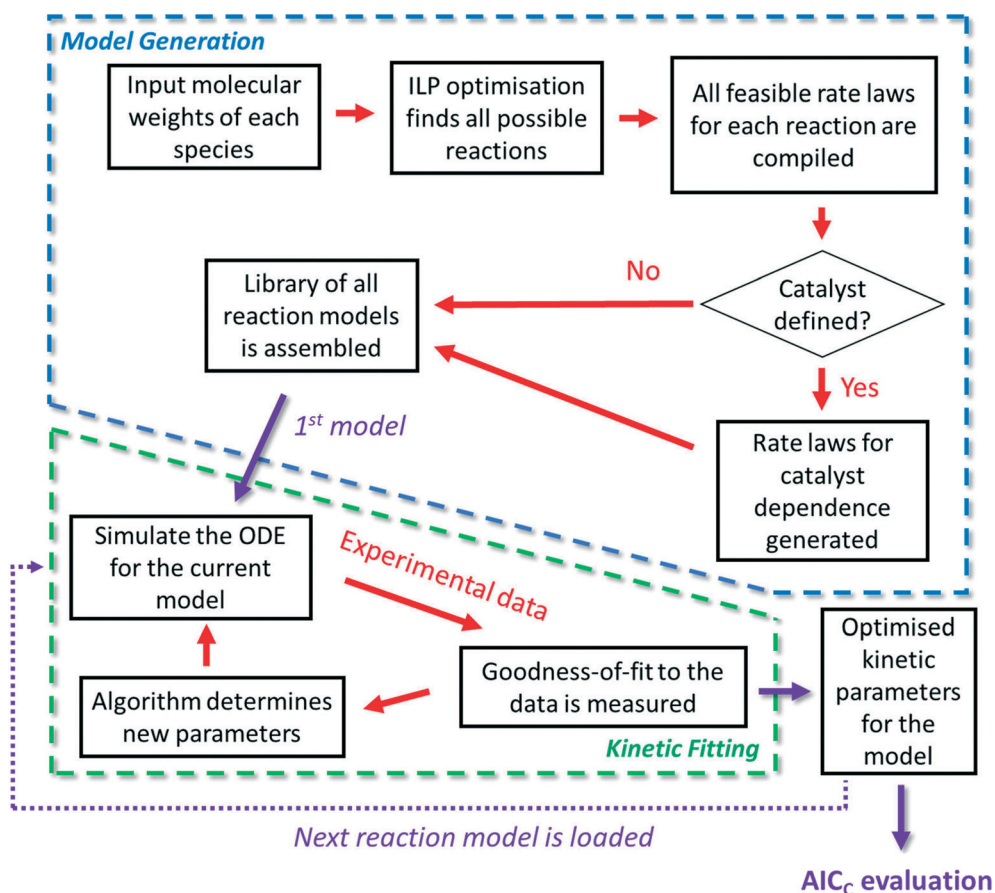 Model Generation
Input molecular
weights of each
species
ILP optimisation
finds all possible
reactions
All feasible rate laws
for each reaction are
compiled
Catalyst
defined?
No
Yes
Library of all
reaction models
is assembled
Rate laws for
catalyst
dependence
generated
1st model
Simulate the ODE
for the current
model
Experimental data
Goodness-of-fit to the
data is measured
Algorithm determines
new parameters
Kinetic Fitting
Optimised
kinetic
parameters
for the
model
Next reaction model is loaded
AICC evaluation